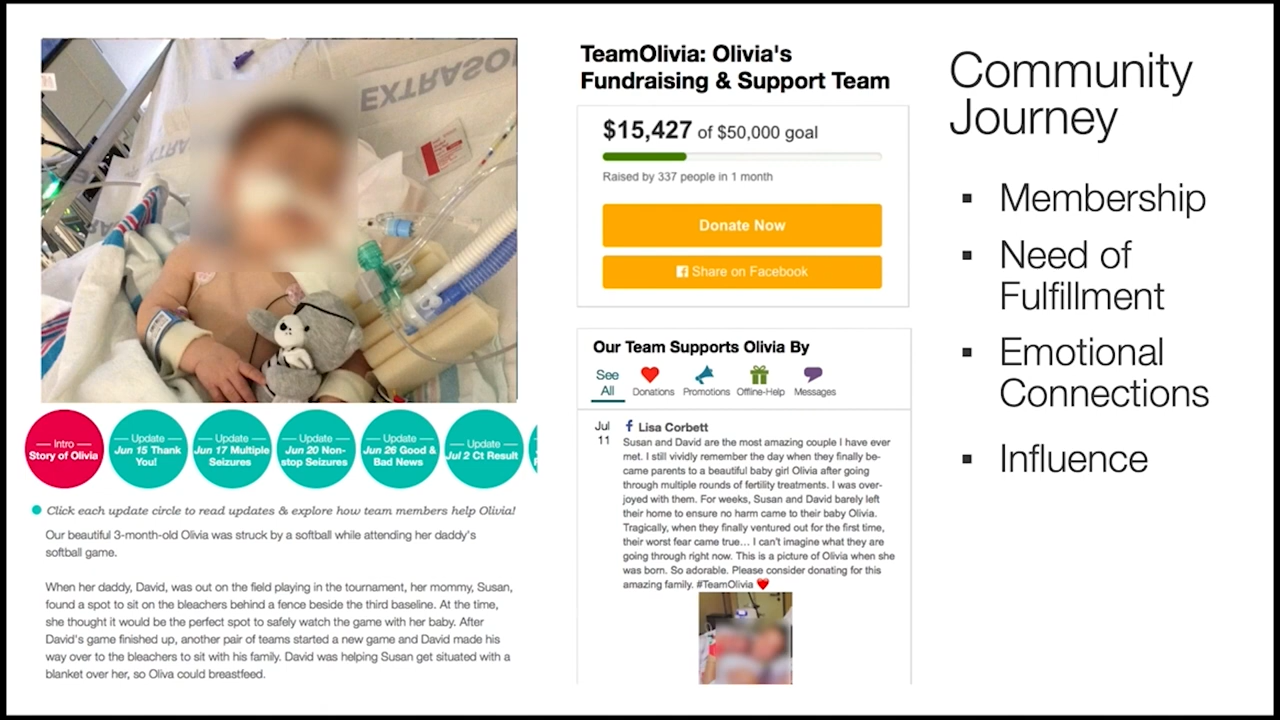 EXTRASO
EXTRA
TeamOlivia: Olivia's
Fundraising & Support Team
$15,427 of $50,000 goal
Raised by 337 people in 1 month
Donate Now
Share on Facebook
Our Team Supports Olivia By
See
All
Donations
Promotions
Offline-Help
Messages
Jul
11
Lisa Corbett
Susan and David are the most amazing couple I have ever
met. I still vividly remember the day when they finally be-
came parents to a beautiful baby girl Olivia after going
through multiple rounds of fertility treatments. I was over-
joyed with them. For weeks, Susan and David barely left
their home to ensure no harm came to their baby Olivia.
Tragically, when they finally ventured out for the first time,
their worst fear came true... I can't imagine what they are
going through right now. This is a picture of Olivia when she
was born. So adorable. Please consider donating for this
amazing family. #TeamOlivia
Intro
Story of Olivia
Update
Jun 15 Thank
You!
Update
Jun 17 Multiple
Seizures
Update
Jun 20 Non-
stop Seizures
Update
Jun 26 Good &
Bad News
Update
Jul 2 Ct Result
Click each update circle to read updates & explore how team members help Olivia!
Our beautiful 3-month-old Olivia was struck by a softball while attending her daddy's
softball game.
When her daddy, David, was out on the field playing in the tournament, her mommy, Susan,
found a spot to sit on the bleachers behind a fence beside the third baseline. At the time,
she thought it would be the perfect spot to safely watch the game with her baby. After
David's game finished up, another pair of teams started a new game and David made his
way over to the bleachers to sit with his family. David was helping Susan get situated with a
blanket over her, so Oliva could breastfeed.
Community
Journey
Membership
Need of
Fulfillment
Emotional
Connections
Influence